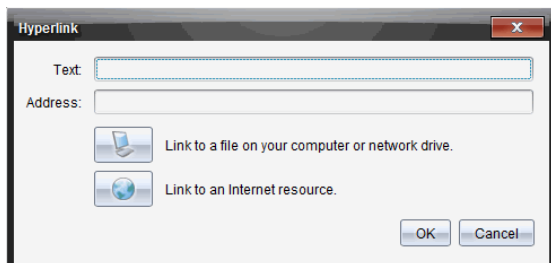 Hyperlink
Text:
Address:
Link to a file on your computer or network drive.
Link to an Internet resource.
OK Cancel